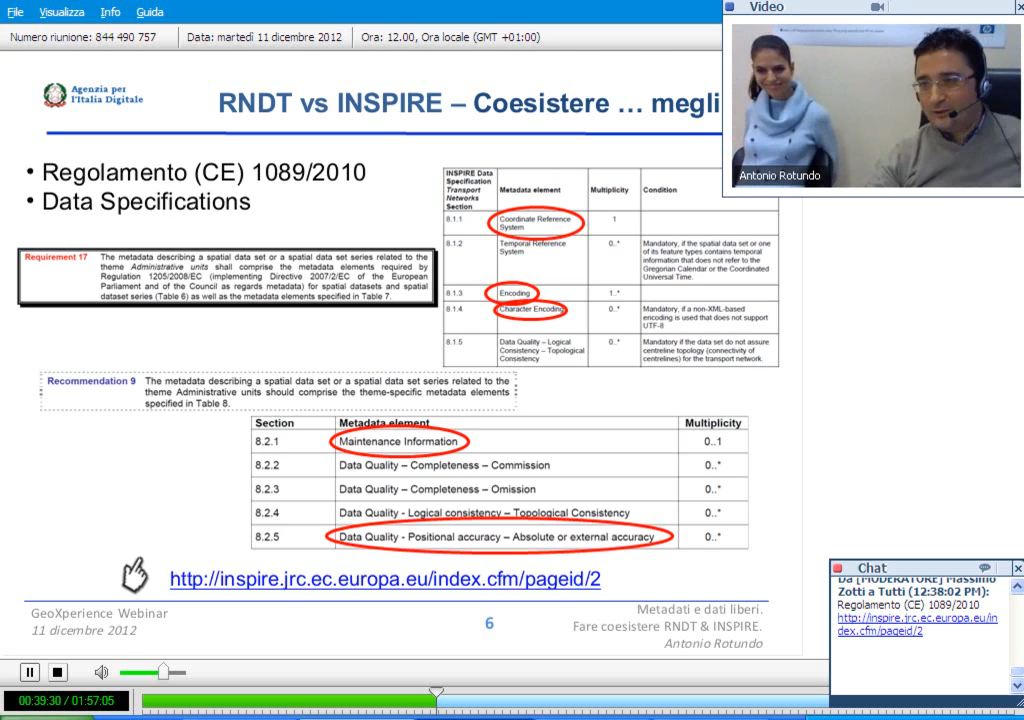 File Visualizza Info Guida
Video
Numero riunione: 844 490 757 Data: martedì 11 dicembre 2012 Ora: 12.00, Ora locale (GMT +01:00)
Agenzia per
l'Italia Digitale
RNDT vs INSPIRE – Coesistere … megli
Antonio Rotundo
• Regolamento (CE) 1089/2010
• Data Specifications
Requirement 17 The metadata describing a spatial data set or a spatial data set series related to the
theme Administrative units shall comprise the metadata elements required by
Regulation 1205/2008/EC (implementing Directive 2007/2/EC of the European
Parliament and of the Council as regards metadata) for spatial datasets and spatial
dataset series (Table 6) as well as the metadata elements specified in Table 7.
INSPIRE Data
Specification
Transport
Networks
Section
Metadata element
Multiplicity
Condition
8.1.1
Coordinate Reference
System
1
8.1.2
Temporal Reference
System
0..*
Mandatory, if the spatial data set or one
of its feature types contains temporal
information that does not refer to the
Gregorian Calendar or the Coordinated
Universal Time.
8.1.3
Encoding
1..*
8.1.4
Character Encoding
0..*
Mandatory, if a non-XML-based
encoding is used that does not support
UTF-8
8.1.5
Data Quality – Logical
Consistency – Topological
Consistency
0..*
Mandatory if the data set do not assure
centreline topology (connectivity of
centrelines) for the transport network.
Recommendation 9 The metadata describing a spatial data set or a spatial data set series related to the
theme Administrative units should comprise the theme-specific metadata elements
specified in Table 8.
Section Metadata element Multiplicity
8.2.1 Maintenance Information 0..1
8.2.2 Data Quality – Completeness – Commission 0..*
8.2.3 Data Quality – Completeness – Omission 0..*
8.2.4 Data Quality - Logical consistency – Topological Consistency 0..*
8.2.5 Data Quality - Positional accuracy – Absolute or external accuracy 0..*
http://inspire.jrc.ec.europa.eu/index.cfm/pageid/2
GeoXperience Webinar
11 dicembre 2012
6
Metadati e dati liberi.
Fare coesistere RNDT & INSPIRE.
Antonio Rotundo
Chat
Da [MODERATORE] Massimo
Zotti a Tutti (12:38:02 PM):
Regolamento (CE) 1089/2010
http://inspire.jrc.ec.europa.eu/in
dex.cfm/pageid/2
00:39:30 / 01:57:05